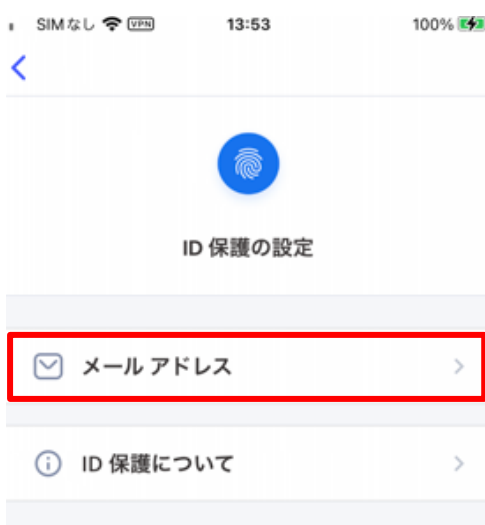 SIMなし VPN 13:53 100%
ID 保護の設定
メール アドレス
ID 保護について